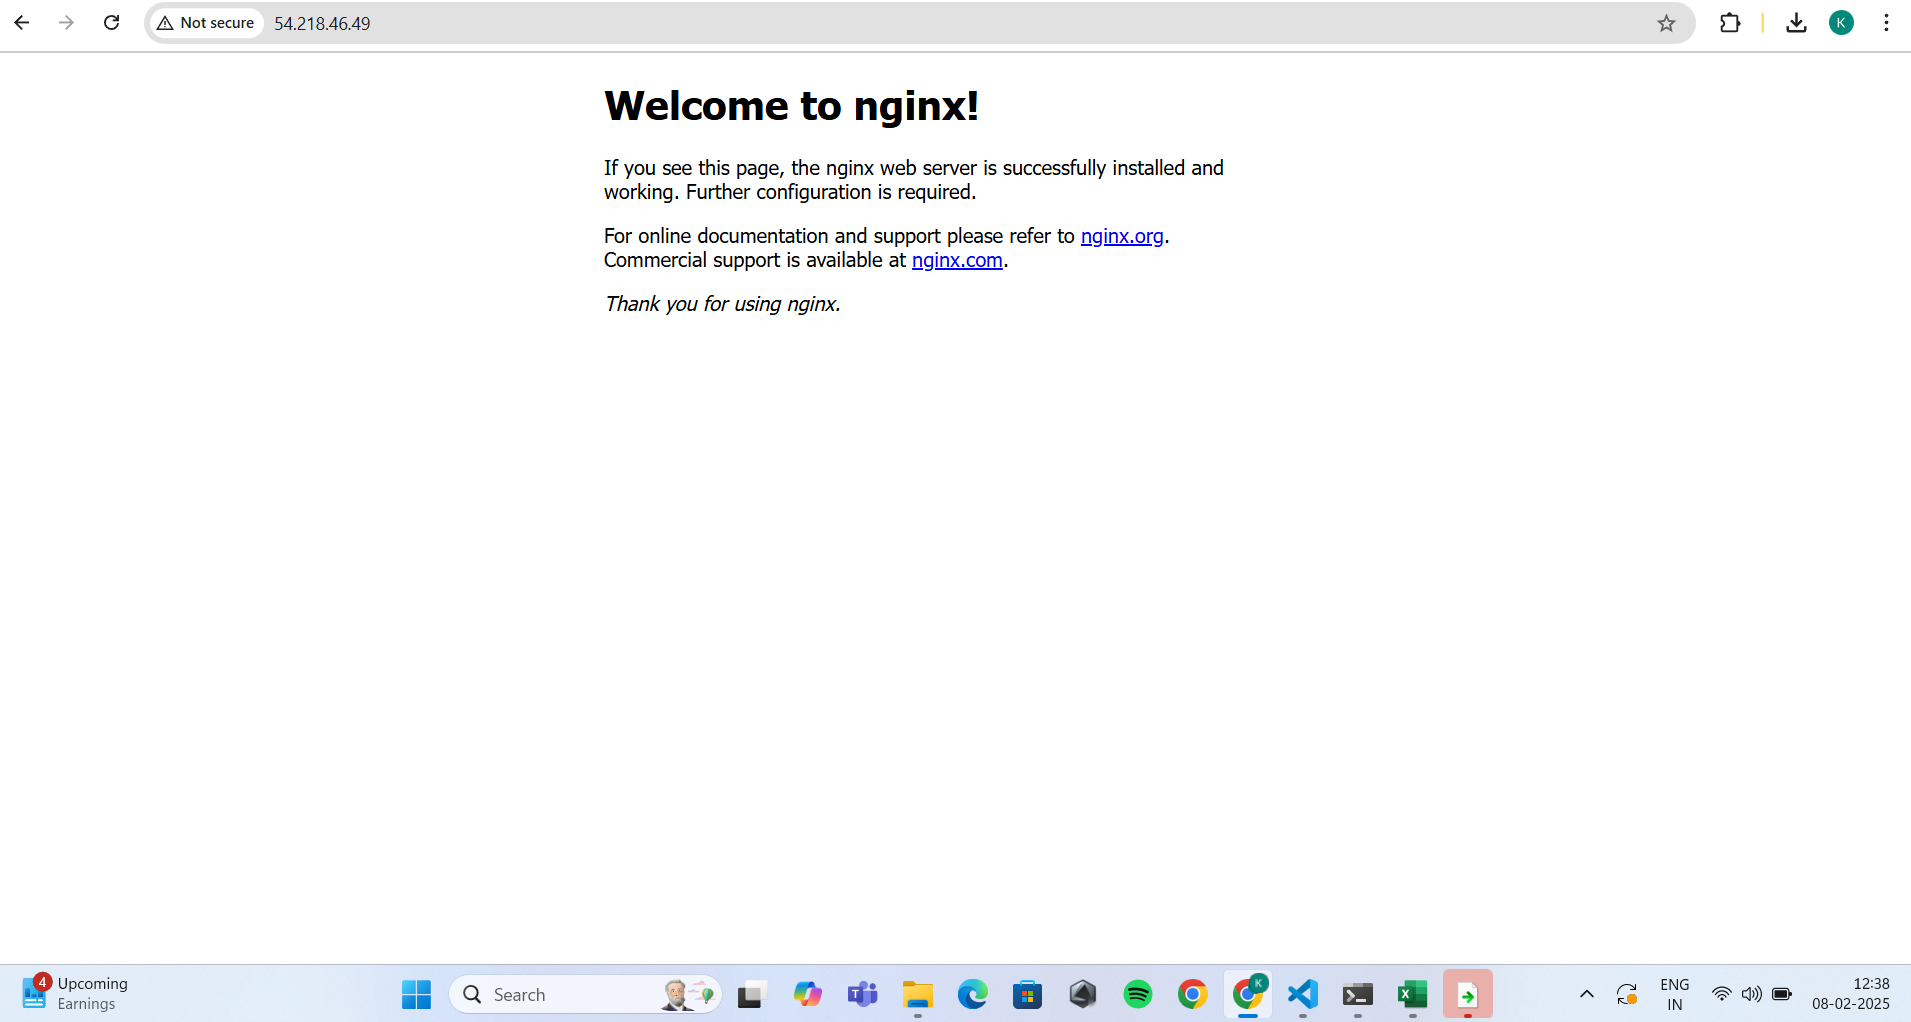 Not secure
54.218.46.49
K
Welcome to nginx!
If you see this page, the nginx web server is successfully installed and
working. Further configuration is required.
For online documentation and support please refer to nginx.org.
Commercial support is available at nginx.com.
Thank you for using nginx.
4
Upcoming
Earnings
Search
K
ENG
IN
12:38
08-02-2025